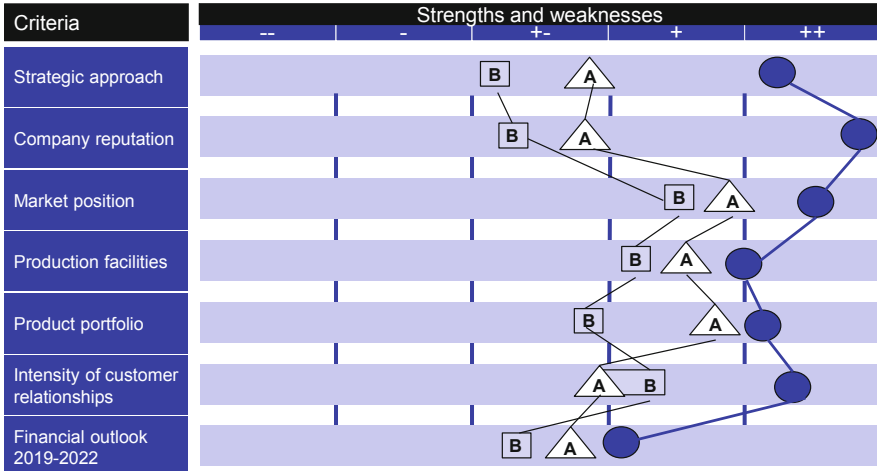 Criteria
Strengths and weaknesses
-- - +- + ++
Strategic approach
B A
Company reputation
B A
Market position
B A
Production facilities
B A
Product portfolio
B A
Intensity of customer
relationships
A B
Financial outlook
2019-2022
B A